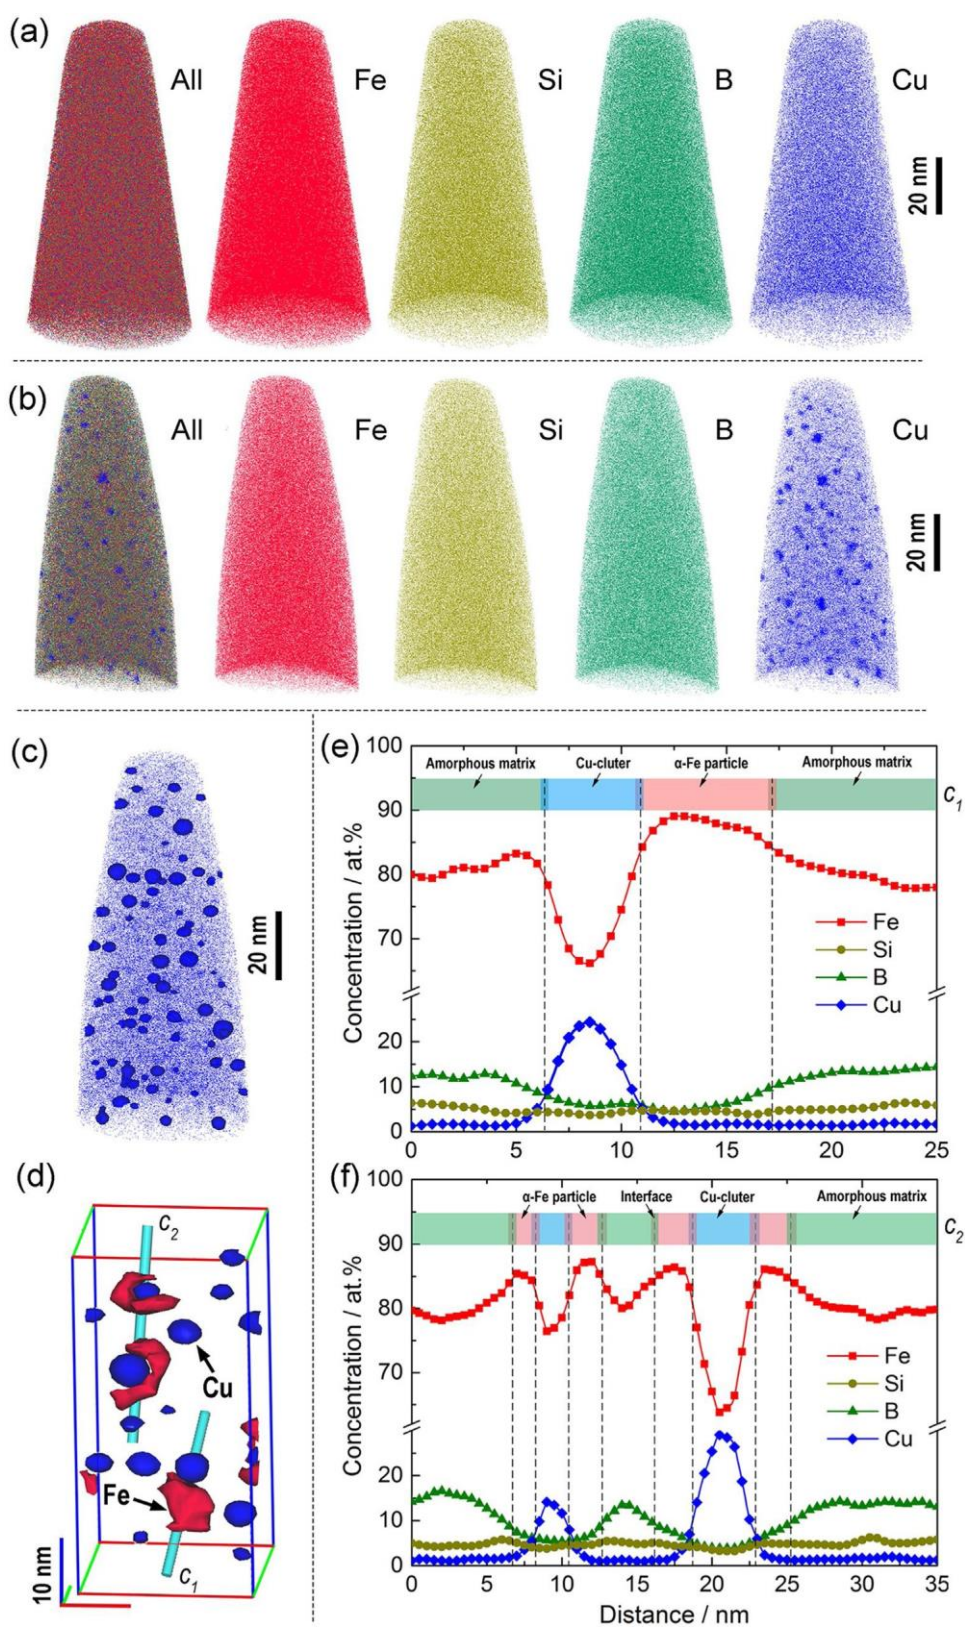 (a)
All
Fe
Si
B
Cu
20 nm
(b)
All
Fe
Si
B
Cu
20 nm
(c)
20 nm
(d)
c2
Cu
Fe
c1
10 nm
(e)
100
90
80
70
20
10
0
Concentration / at.%
Amorphous matrix
Cu-cluter
α-Fe particle
Amorphous matrix
c1
Fe
Si
B
Cu
0 5 10 15 20 25
(f)
100
90
80
70
20
10
0
Concentration / at.%
α-Fe particle
Interface
Cu-cluter
Amorphous matrix
c2
Fe
Si
B
Cu
0 5 10 15 20 25 30 35
Distance / nm